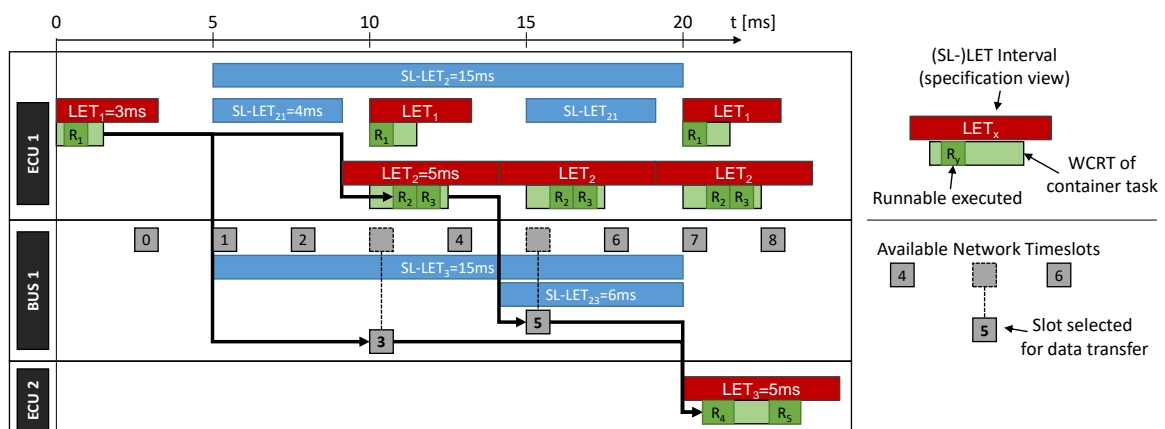 0 5 10 15 20 t [ms]
ECU 1
SL-LET2=15ms
LET1=3ms SL-LET21=4ms LET1 SL-LET21 LET1
R1 R1 R1
LET2=5ms LET2 LET2
R2 R3 R2 R3 R2 R3
BUS 1
0 1 2 4 6 7 8
SL-LET3=15ms
SL-LET23=6ms
5
3
ECU 2
LET3=5ms
R4 R5
(SL-)LET Interval
(specification view)
LETx
Ry
WCRT of
container task
Runnable executed
Available Network Timeslots
4 6
5
Slot selected
for data transfer